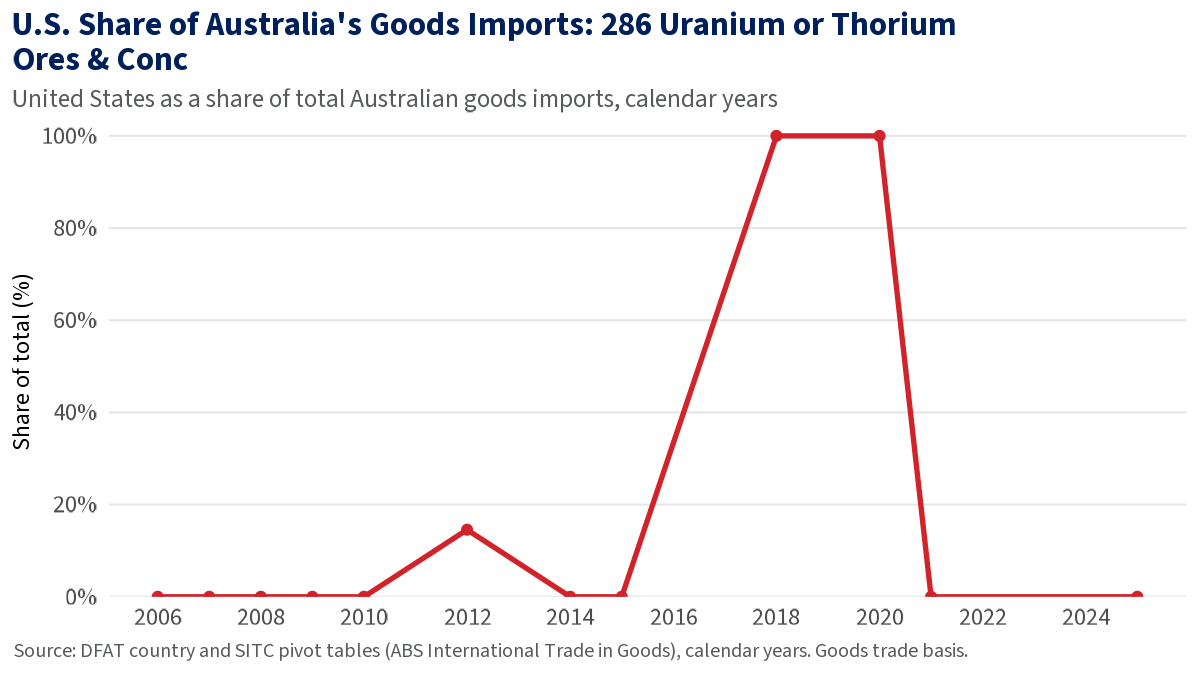 U.S. Share of Australia's Goods Imports: 286 Uranium or Thorium
Ores & Conc
United States as a share of total Australian goods imports, calendar years
Share of total (%)
100%
80%
60%
40%
20%
0%
2006 2008 2010 2012 2014 2016 2018 2020 2022 2024
Source: DFAT country and SITC pivot tables (ABS International Trade in Goods), calendar years. Goods trade basis.